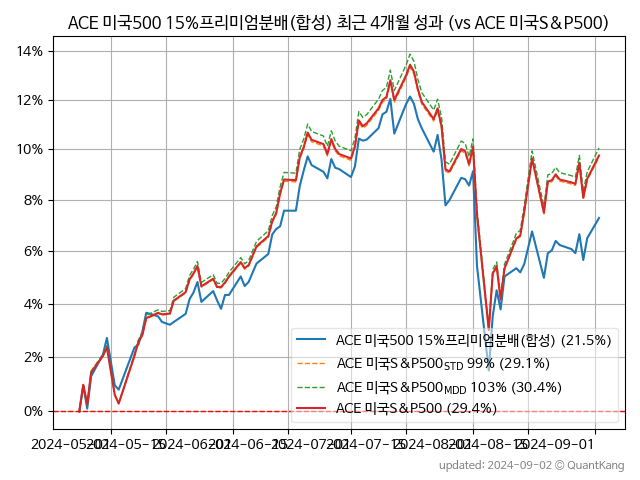 ACE 미국500 15%프리미엄분배(합성) 최근 4개월 성과 (vs ACE 미국S&P500)
14%
12%
10%
8%
6%
4%
2%
0%
ACE 미국500 15%프리미엄분배(합성) (21.5%)
ACE 미국S&P500STD 99% (29.1%)
ACE 미국S&P500MDD 103% (30.4%)
ACE 미국S&P500 (29.4%)
2024-05-01 2024-05-15 2024-06-01 2024-06-15 2024-07-01 2024-07-15 2024-08-01 2024-08-15 2024-09-01
updated: 2024-09-02 © QuantKang